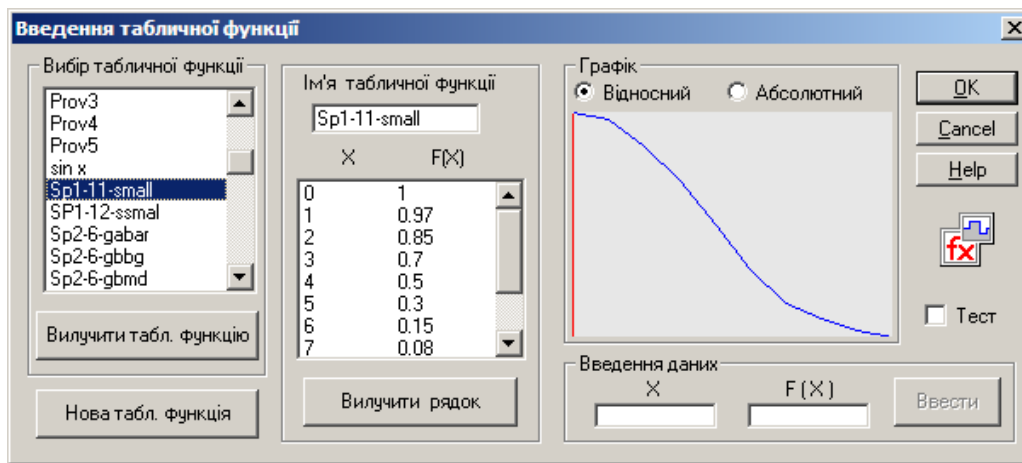 Введення табличної функції
Вибір табличної функції
Prov3
Prov4
Prov5
sin x
Sp1-11-small
SP1-12-ssmal
Sp2-6-gabar
Sp2-6-gbbg
Sp2-6-gbmd
Вилучити табл. функцію
Нова табл. функція
Ім'я табличної функції
Sp1-11-small
X F(X)
0 1
1 0.97
2 0.85
3 0.7
4 0.5
5 0.3
6 0.15
7 0.08
Вилучити рядок
Графік
Відносний Абсолютний
Введення даних
X F ( X )
Ввести
OK
Cancel
Help
fx
Тест